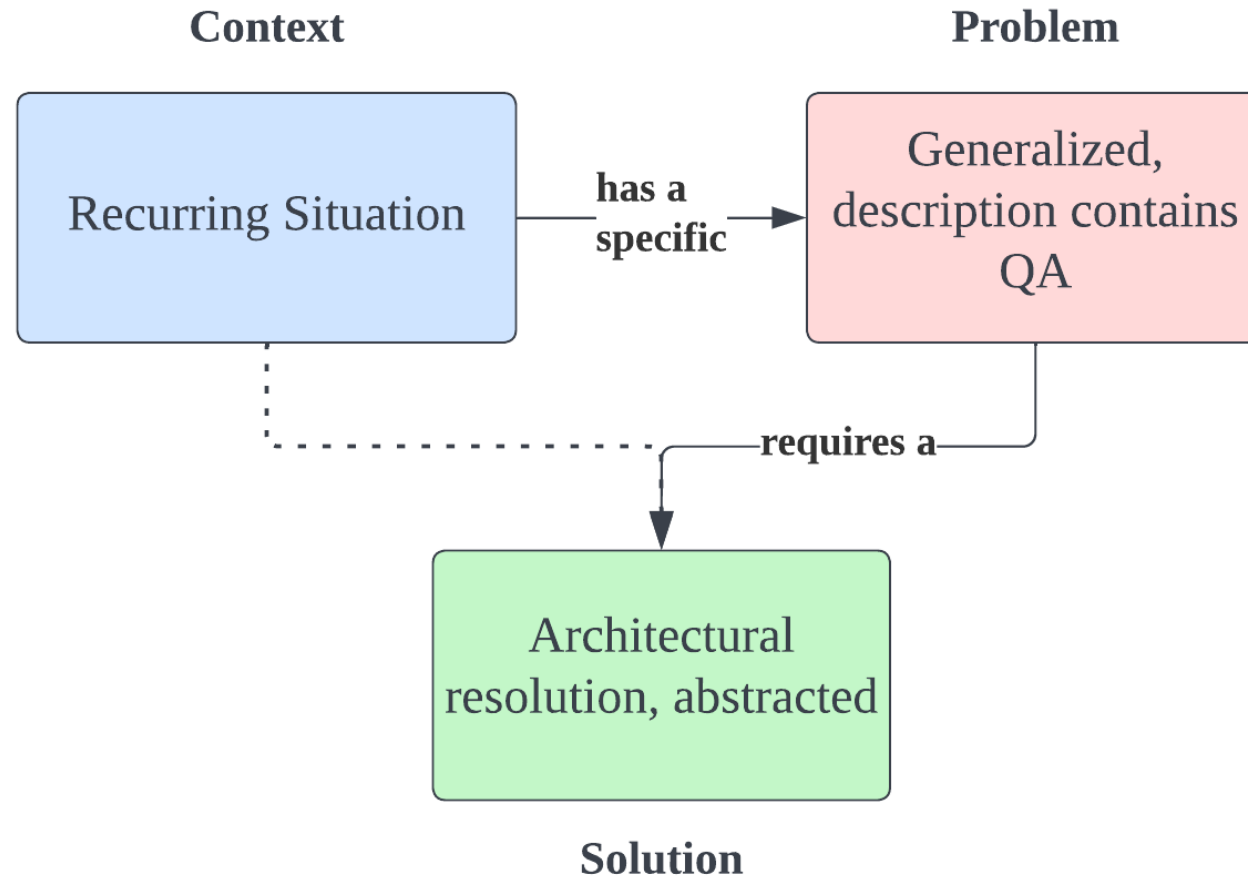 Context
Problem
Recurring Situation
has a
specific
Generalized,
description contains
QA
requires a
Architectural
resolution, abstracted
Solution